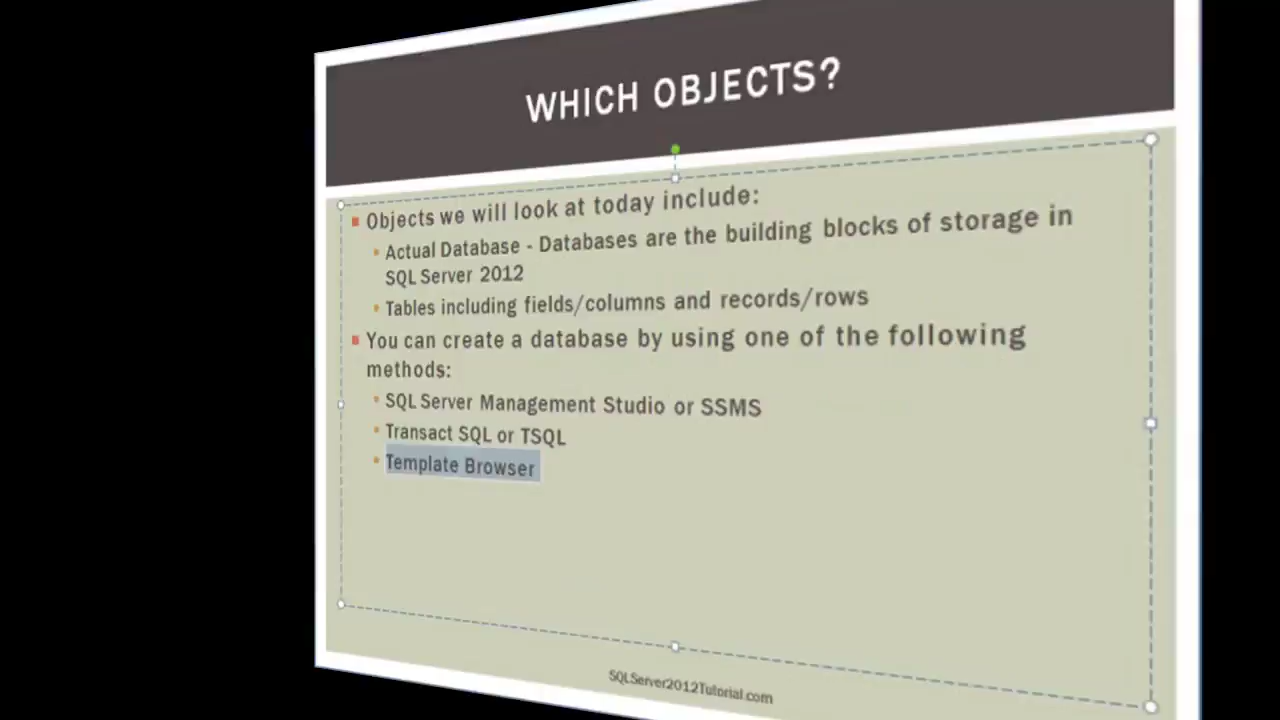 WHICH OBJECTS?
Objects we will look at today include:
Actual Database - Databases are the building blocks of storage in
SQL Server 2012
Tables including fields/columns and records/rows
You can create a database by using one of the following
methods:
SQL Server Management Studio or SSMS
Transact SQL or TSQL
Template Browser
SQLServer2012Tutorial.com